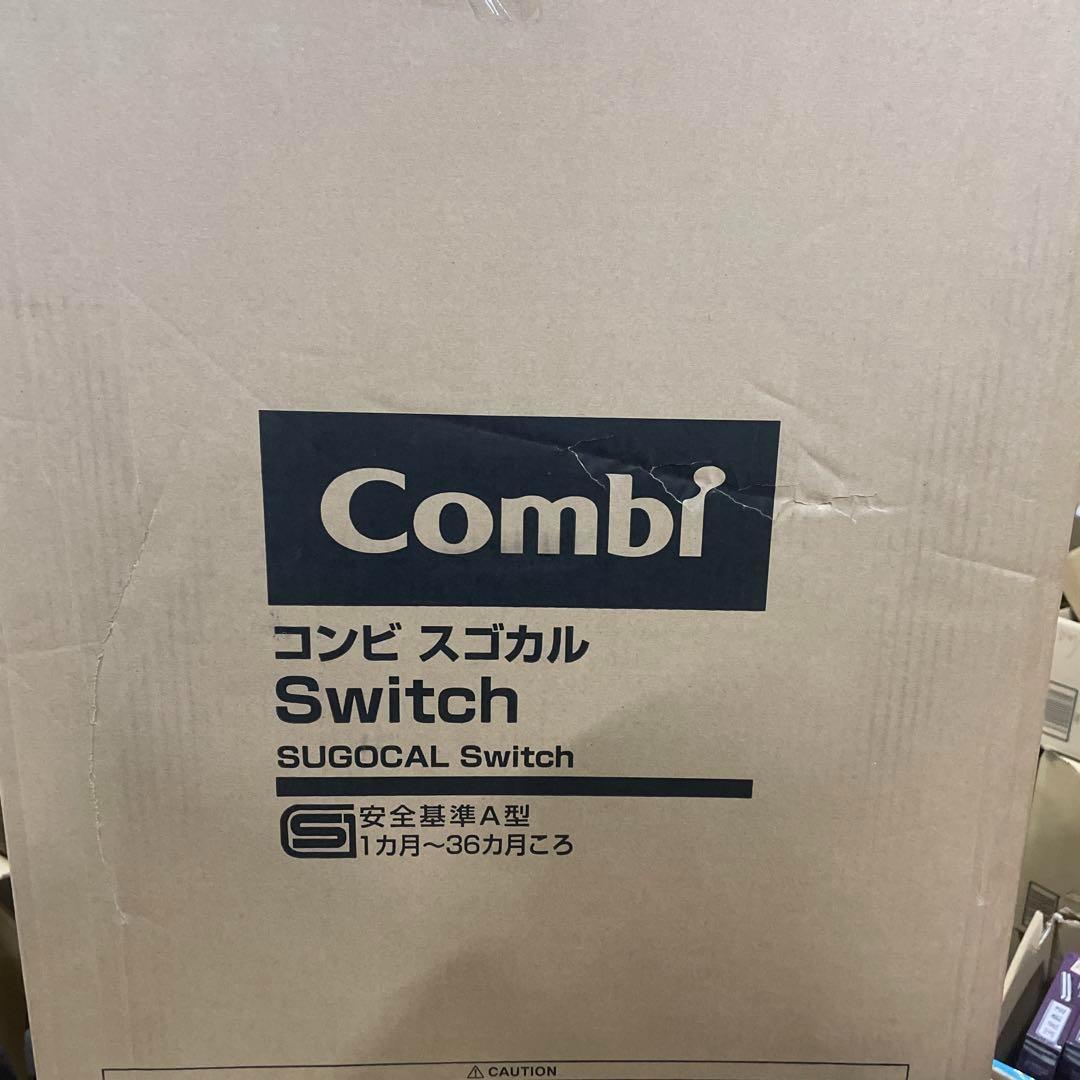 Combi
コンビ スゴカル
Switch
SUGOCAL Switch
SG 安全基準A型
1カ月～36カ月ころ
⚠ CAUTION